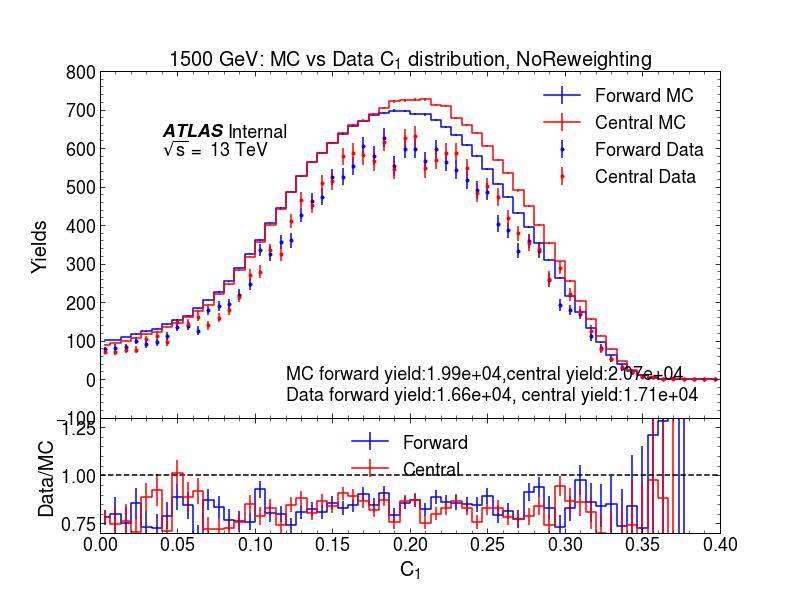 1500 GeV: MC vs Data C₁ distribution, NoReweighting
800
700
600
500
400
300
200
100
0
−100
Yields
ATLAS Internal
√s = 13 TeV
Forward MC
Central MC
Forward Data
Central Data
MC forward yield:1.99e+04,central yield:2.07e+04
Data forward yield:1.66e+04, central yield:1.71e+04
1.25
1.00
0.75
Data/MC
Forward
Central
0.00 0.05 0.10 0.15 0.20 0.25 0.30 0.35 0.40
C₁